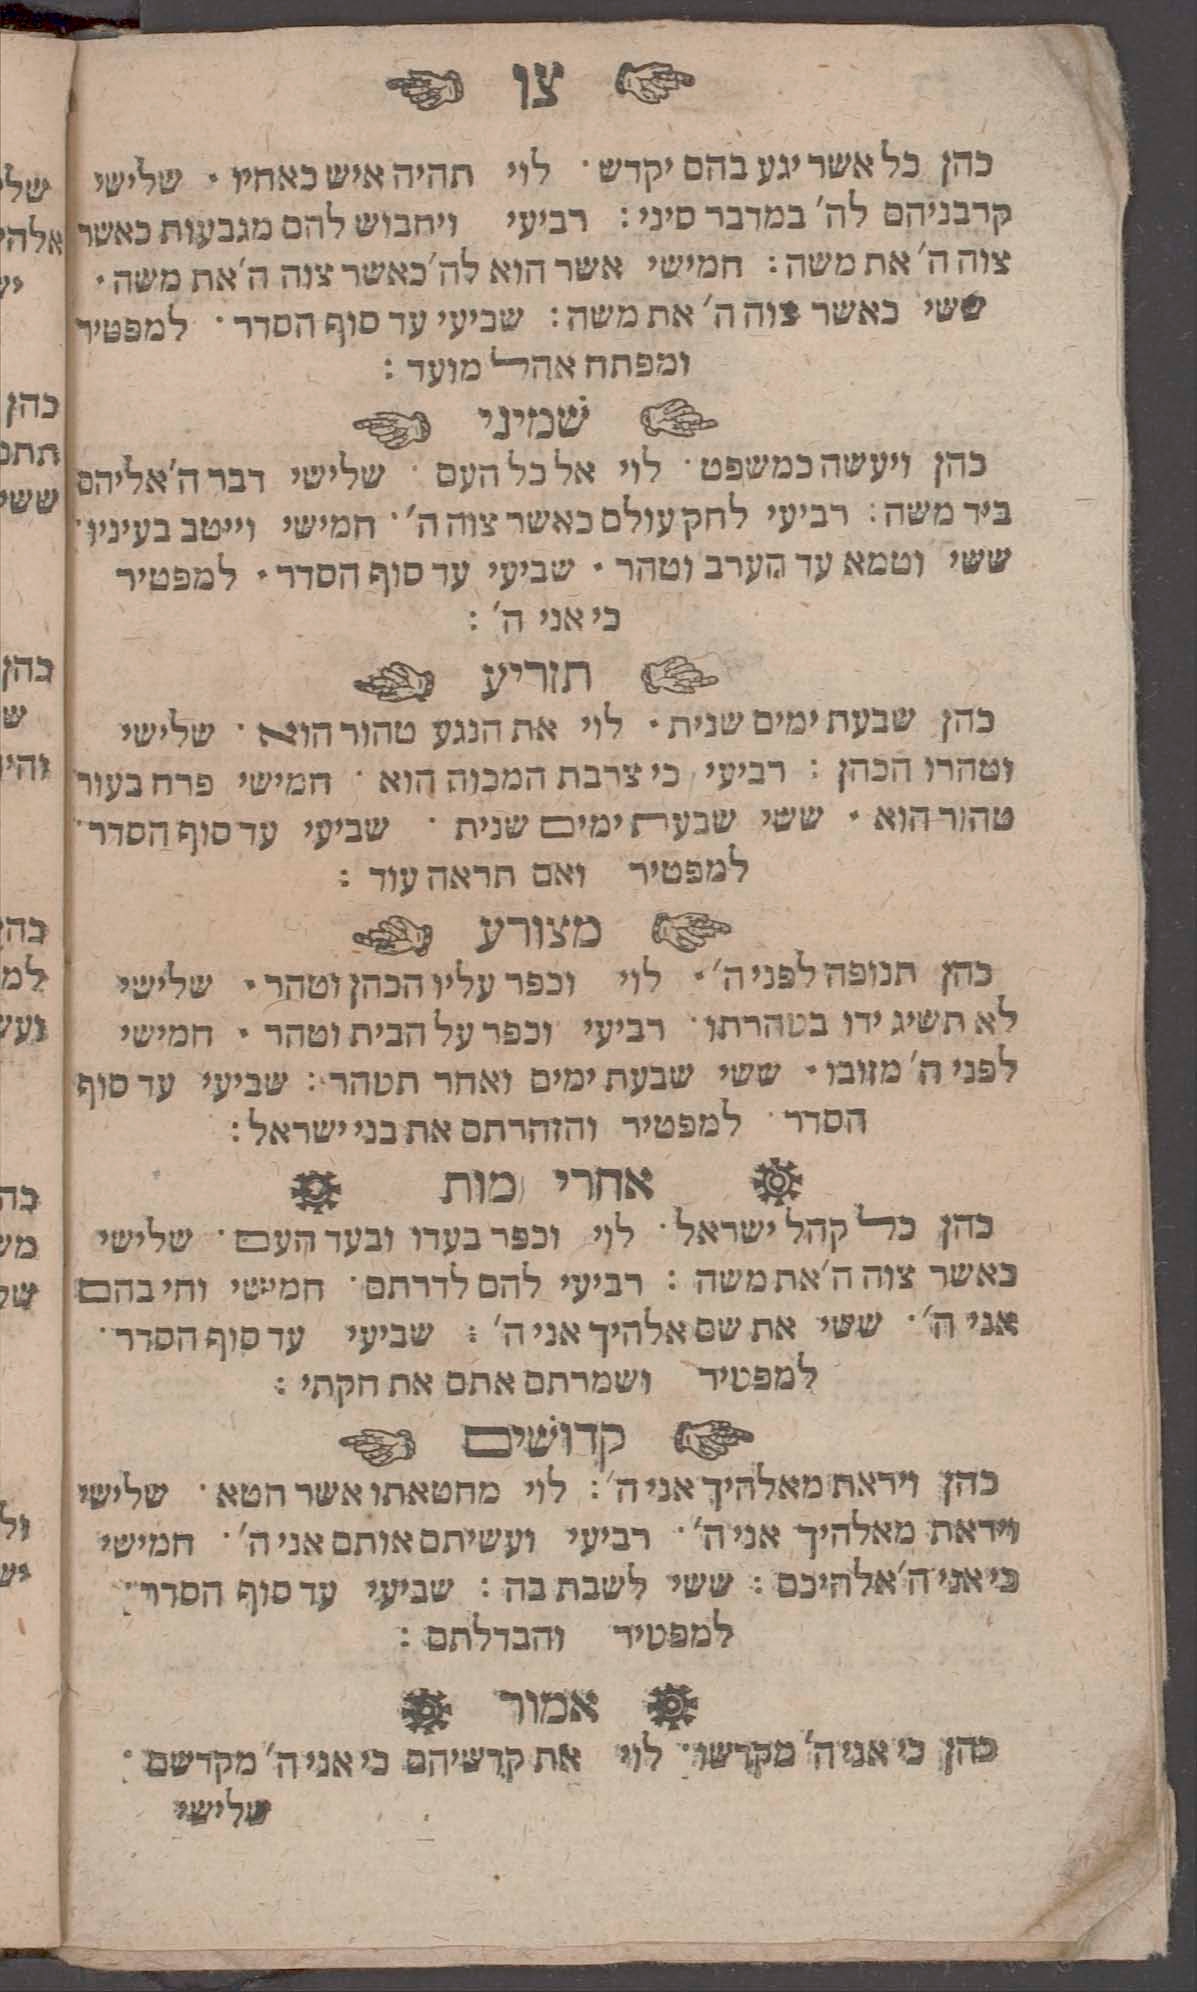 צו
כהן כל אשר יגע בהם יקדש · לוי תהיה איש כאחיו · שלישי
קרבניהם לה׳ במדבר סיני : רביעי ויחבוש להם מגבעות כאשר
צוה ה׳ את משה : חמישי אשר הוא לה׳ כאשר צוה ה׳ את משה ·
ששי כאשר צוה ה׳ את משה : שביעי עד סוף הסדר · למפטיר
ומפתח אהל מועד :
שמיני
כהן ויעשה כמשפט · לוי אל כל העם · שלישי דבר ה׳ אליהם
ביד משה : רביעי לחק עולם כאשר צוה ה׳ · חמישי וייטב בעיניו ·
ששי וטמא עד הערב וטהר · שביעי עד סוף הסדר · למפטיר
כי אני ה׳ :
תזריע
כהן שבעת ימים שנית · לוי את הנגע טהור הוא · שלישי
וטהרו הכהן : רביעי כי צרבת המכוה הוא · חמישי פרח בעור
טהור הוא · ששי שבעת ימים שנית · שביעי עד סוף הסדר ·
למפטיר ואם תראה עוד :
מצורע
כהן תנופה לפני ה׳ · לוי וכפר עליו הכהן וטהר · שלישי
לא תשיג ידו בטהרתו · רביעי וכפר על הבית וטהר · חמישי
לפני ה׳ מזובו · ששי שבעת ימים ואחר תטהר : שביעי עד סוף
הסדר · למפטיר והזהרתם את בני ישראל :
אחרי מות
כהן כל קהל ישראל · לוי וכפר בעדו ובעד העם · שלישי
כאשר צוה ה׳ את משה : רביעי להם לדרתם · חמישי וחי בהם
אני ה׳ · ששי את שם אלהיך אני ה׳ : שביעי עד סוף הסדר ·
למפטיר ושמרתם אתם את חקתי :
קדושים
כהן ויראת מאלהיך אני ה׳ : לוי מחטאתו אשר חטא · שלישי
ויראת מאלהיך אני ה׳ · רביעי ועשיתם אותם אני ה׳ · חמישי
כי אני ה׳ אלהיכם : ששי לשבת בה : שביעי עד סוף הסדר :
למפטיר והבדלתם :
אמור
כהן כי אני ה׳ מקדשו · לוי את קדשיהם כי אני ה׳ מקדשם ·
שלישי